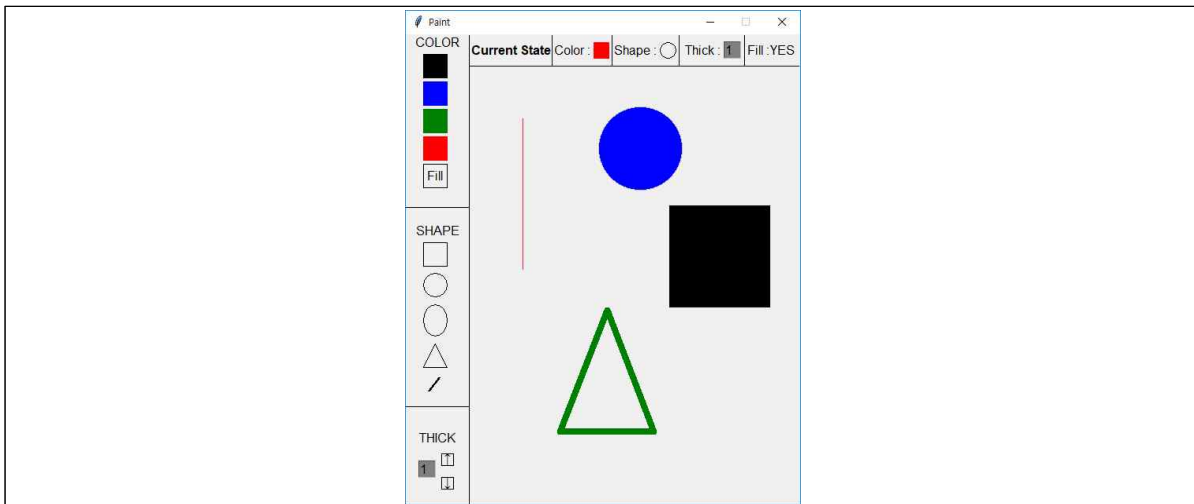 Paint
COLOR
Current State Color : Shape : Thick : 1 Fill :YES
Fill
SHAPE
THICK
1